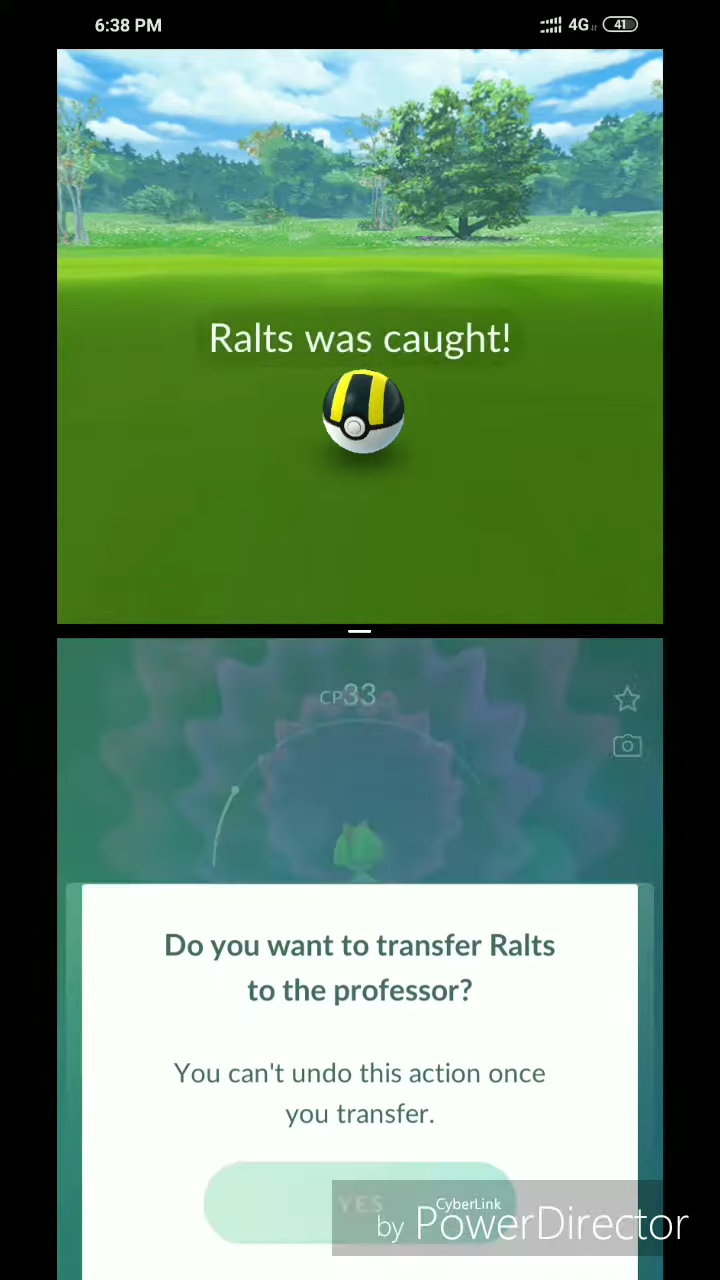 6:38 PM
4G
41
Ralts was caught!
CP33
Do you want to transfer Ralts
to the professor?
You can't undo this action once
you transfer.
YES
CyberLink
by PowerDirector